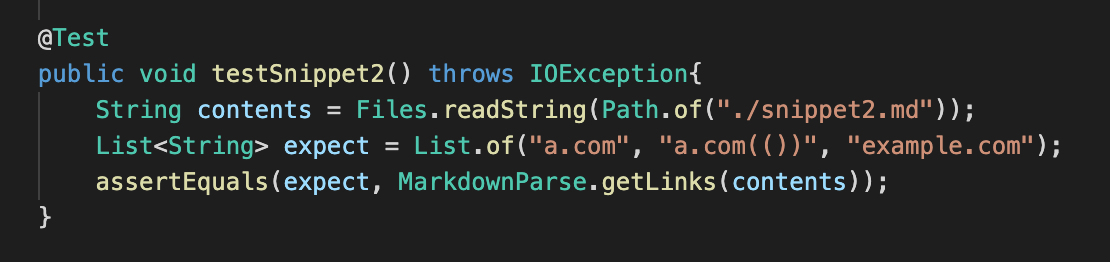 @Test
public void testSnippet2() throws IOException{
    String contents = Files.readString(Path.of("./snippet2.md"));
    List<String> expect = List.of("a.com", "a.com(())", "example.com");
    assertEquals(expect, MarkdownParse.getLinks(contents));
}